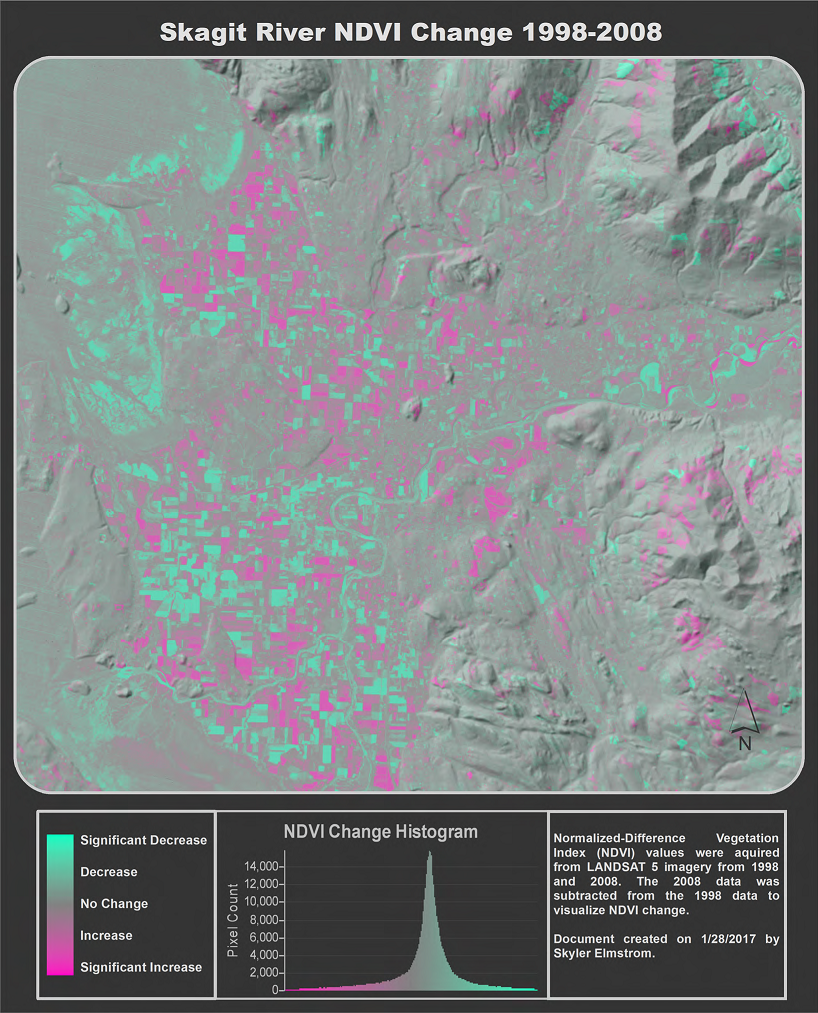 Skagit River NDVI Change 1998-2008
N
Significant Decrease
Decrease
No Change
Increase
Significant Increase
NDVI Change Histogram
Pixel Count
14,000
12,000
10,000
8,000
6,000
4,000
2,000
0
Normalized-Difference Vegetation
Index (NDVI) values were aquired
from LANDSAT 5 imagery from 1998
and 2008. The 2008 data was
subtracted from the 1998 data to
visualize NDVI change.
Document created on 1/28/2017 by
Skyler Elmstrom.